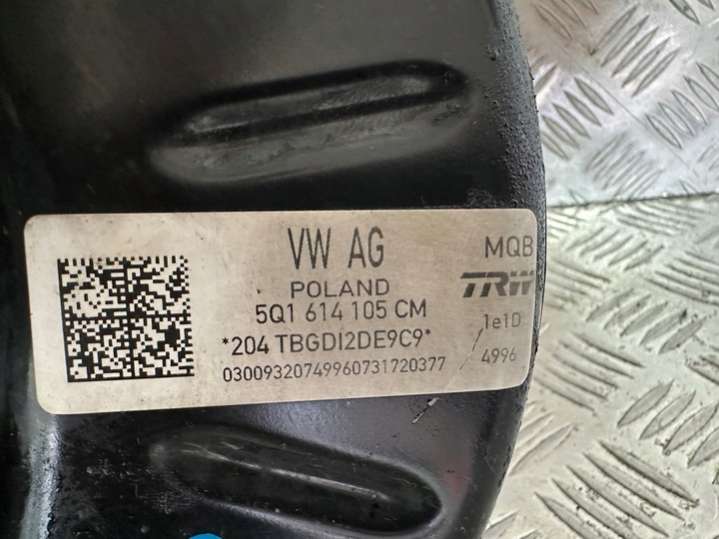 VW AG
MQB
POLAND
TRW
5Q1 614 105 CM
1e1D
*204 TBGDI2DE9C9*
4996
03009320749960731720377